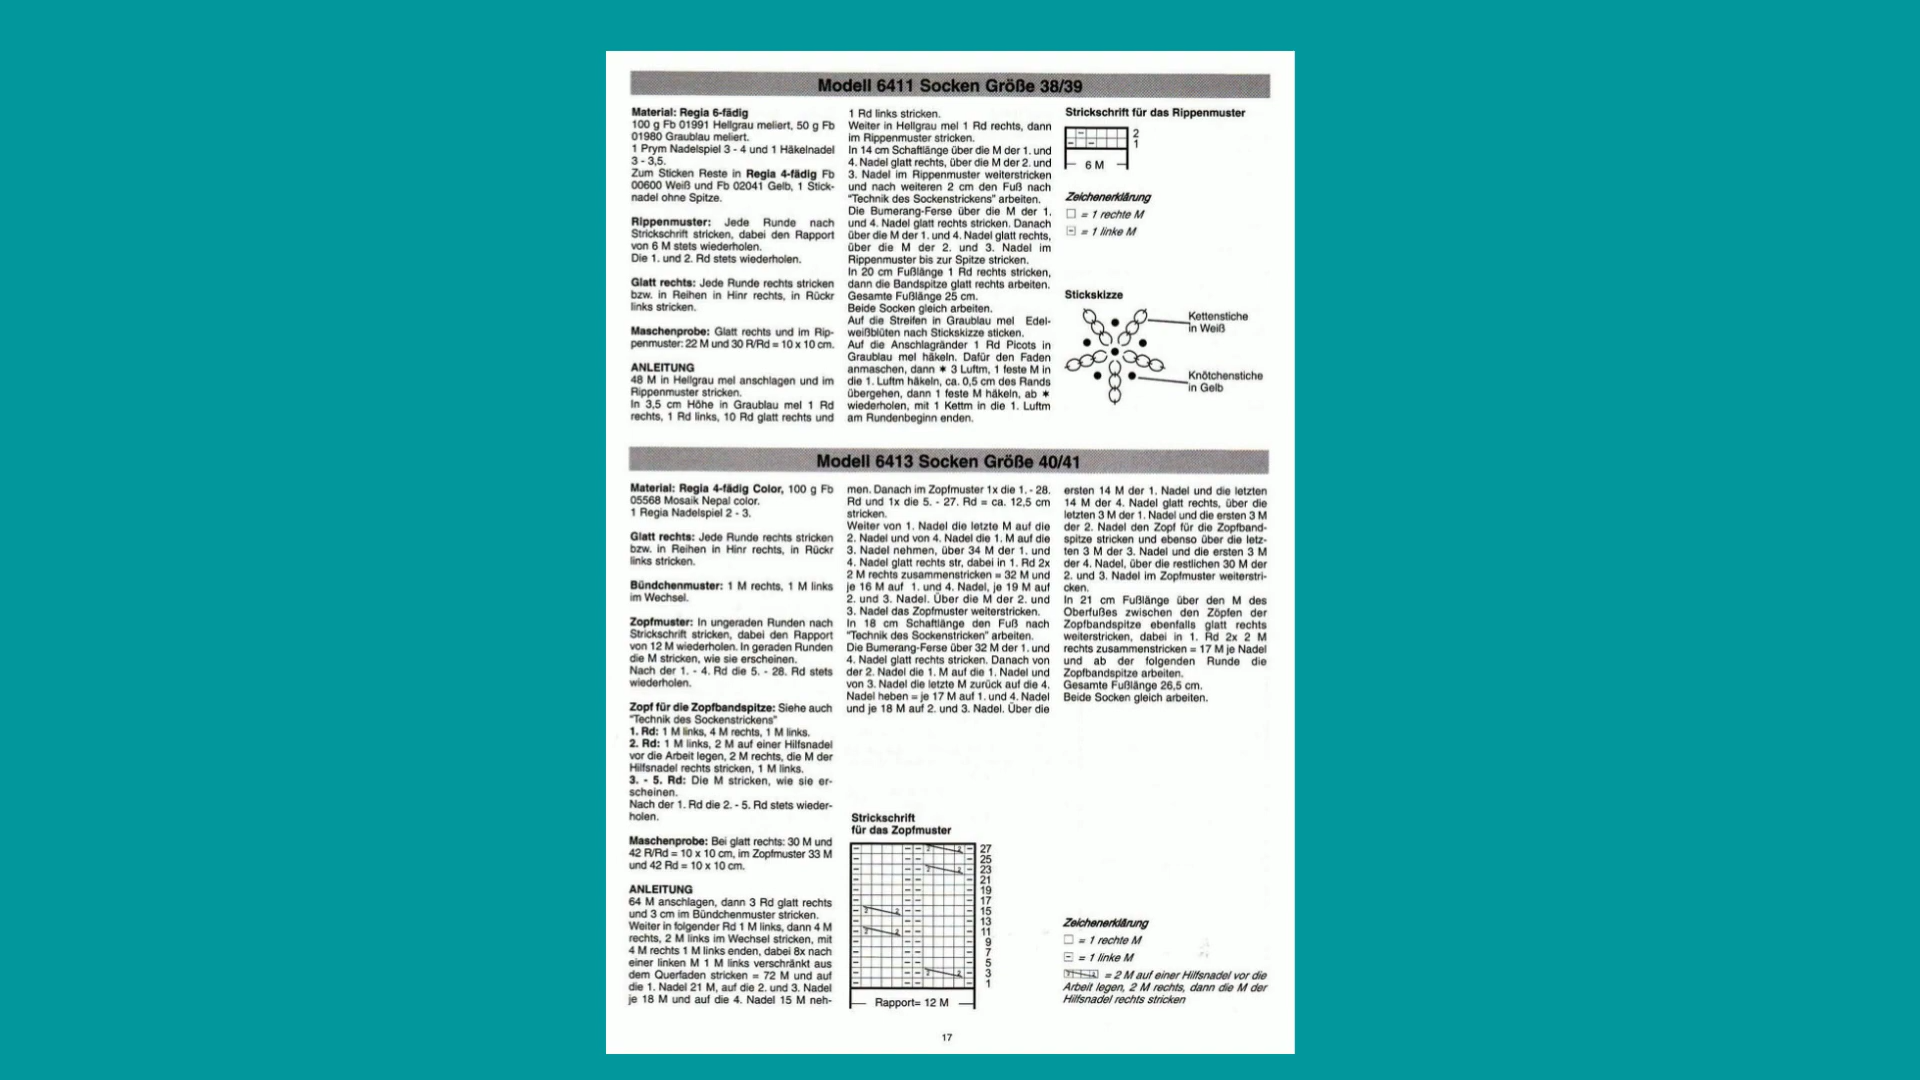 Modell 6411 Socken Größe 38/39
Material: Regia 6-fädig
100 g Fb 01991 Hellgrau meliert, 50 g Fb
01980 Graublau meliert.
1 Prym Nadelspiel 3 - 4 und 1 Häkelnadel
3 - 3,5.
Zum Sticken Reste in Regia 4-fädig Fb
00600 Weiß und Fb 02041 Gelb, 1 Stick-
nadel ohne Spitze.
Rippenmuster: Jede Runde nach
Strickschrift stricken, dabei den Rapport
von 6 M stets wiederholen.
Die 1. und 2. Rd stets wiederholen.
Glatt rechts: Jede Runde rechts stricken
bzw. in Reihen in Hinr rechts, in Rückr
links stricken.
Maschenprobe: Glatt rechts und im Rip-
penmuster: 22 M und 30 R/Rd = 10 x 10 cm.
ANLEITUNG
48 M in Hellgrau mel anschlagen und im
Rippenmuster stricken.
In 3,5 cm Höhe in Graublau mel 1 Rd
rechts, 1 Rd links, 10 Rd glatt rechts und
1 Rd links stricken.
Weiter in Hellgrau mel 1 Rd rechts, dann
im Rippenmuster stricken.
In 14 cm Schaftlänge über die M der 1. und
4. Nadel glatt rechts, über die M der 2. und
3. Nadel im Rippenmuster weiterstricken
und nach weiteren 2 cm den Fuß nach
"Technik des Sockenstrickens" arbeiten.
Die Bumerang-Ferse über die M der 1.
und 4. Nadel glatt rechts stricken. Danach
über die M der 1. und 4. Nadel glatt rechts,
über die M der 2. und 3. Nadel im
Rippenmuster bis zur Spitze stricken.
In 20 cm Fußlänge 1 Rd rechts stricken,
dann die Bandspitze glatt rechts arbeiten.
Gesamte Fußlänge 25 cm.
Beide Socken gleich arbeiten.
Auf die Streifen in Graublau mel Edel-
weißblüten nach Stickskizze sticken.
Auf die Anschlagränder 1 Rd Picots in
Graublau mel häkeln. Dafür den Faden
anmaschen, dann ✶ 3 Luftm, 1 feste M in
die 1. Luftm häkeln, ca. 0,5 cm des Rands
übergehen, dann 1 feste M häkeln, ab ✶
wiederholen, mit 1 Kettm in die 1. Luftm
am Rundenbeginn enden.
Strickschrift für das Rippenmuster
2
1
6 M
Zeichenerklärung
= 1 rechte M
- = 1 linke M
Stickskizze
Kettenstiche
in Weiß
Knötchenstiche
in Gelb
Modell 6413 Socken Größe 40/41
Material: Regia 4-fädig Color, 100 g Fb
05568 Mosaik Nepal color.
1 Regia Nadelspiel 2 - 3.
Glatt rechts: Jede Runde rechts stricken
bzw. in Reihen in Hinr rechts, in Rückr
links stricken.
Bündchenmuster: 1 M rechts, 1 M links
im Wechsel.
Zopfmuster: In ungeraden Runden nach
Strickschrift stricken, dabei den Rapport
von 12 M wiederholen. In geraden Runden
die M stricken, wie sie erscheinen.
Nach der 1. - 4. Rd die 5. - 28. Rd stets
wiederholen.
Zopf für die Zopfbandspitze: Siehe auch
"Technik des Sockenstrickens"
1. Rd: 1 M links, 4 M rechts, 1 M links.
2. Rd: 1 M links, 2 M auf einer Hilfsnadel
vor die Arbeit legen, 2 M rechts, die M der
Hilfsnadel rechts stricken, 1 M links.
3. - 5. Rd: Die M stricken, wie sie er-
scheinen.
Nach der 1. Rd die 2. - 5. Rd stets wieder-
holen.
Maschenprobe: Bei glatt rechts: 30 M und
42 R/Rd = 10 x 10 cm, im Zopfmuster 33 M
und 42 Rd = 10 x 10 cm.
ANLEITUNG
64 M anschlagen, dann 3 Rd glatt rechts
und 3 cm im Bündchenmuster stricken.
Weiter in folgender Rd 1 M links, dann 4 M
rechts, 2 M links im Wechsel stricken, mit
4 M rechts 1 M links enden, dabei 8x nach
einer linken M 1 M links verschränkt aus
dem Querfaden stricken = 72 M und auf
die 1. Nadel 21 M, auf die 2. und 3. Nadel
je 18 M und auf die 4. Nadel 15 M neh-
men. Danach im Zopfmuster 1x die 1. - 28.
Rd und 1x die 5. - 27. Rd = ca. 12,5 cm
stricken.
Weiter von 1. Nadel die letzte M auf die
2. Nadel und von 4. Nadel die 1. M auf die
3. Nadel nehmen, über 34 M der 1. und
4. Nadel glatt rechts str, dabei in 1. Rd 2x
2 M rechts zusammenstricken = 32 M und
je 16 M auf 1. und 4. Nadel, je 19 M auf
2. und 3. Nadel. Über die M der 2. und
3. Nadel das Zopfmuster weiterstricken.
In 18 cm Schaftlänge den Fuß nach
"Technik des Sockenstricken" arbeiten.
Die Bumerang-Ferse über 32 M der 1. und
4. Nadel glatt rechts stricken. Danach von
der 2. Nadel die 1. M auf die 1. Nadel und
von 3. Nadel die letzte M zurück auf die 4.
Nadel heben = je 17 M auf 1. und 4. Nadel
und je 18 M auf 2. und 3. Nadel. Über die
ersten 14 M der 1. Nadel und die letzten
14 M der 4. Nadel glatt rechts, über die
letzten 3 M der 1. Nadel und die ersten 3 M
der 2. Nadel den Zopf für die Zopfband-
spitze stricken und ebenso über die letz-
ten 3 M der 3. Nadel und die ersten 3 M
der 4. Nadel, über die restlichen 30 M der
2. und 3. Nadel im Zopfmuster weiterstri-
cken.
In 21 cm Fußlänge über den M des
Oberfußes zwischen den Zöpfen der
Zopfbandspitze ebenfalls glatt rechts
weiterstricken, dabei in 1. Rd 2x 2 M
rechts zusammenstricken = 17 M je Nadel
und ab der folgenden Runde die
Zopfbandspitze arbeiten.
Gesamte Fußlänge 26,5 cm.
Beide Socken gleich arbeiten.
Strickschrift
für das Zopfmuster
27
25
23
21
19
17
15
13
11
9
7
5
3
1
Rapport= 12 M
Zeichenerklärung
= 1 rechte M
- = 1 linke M
= 2 M auf einer Hilfsnadel vor die
Arbeit legen, 2 M rechts, dann die M der
Hilfsnadel rechts stricken
17